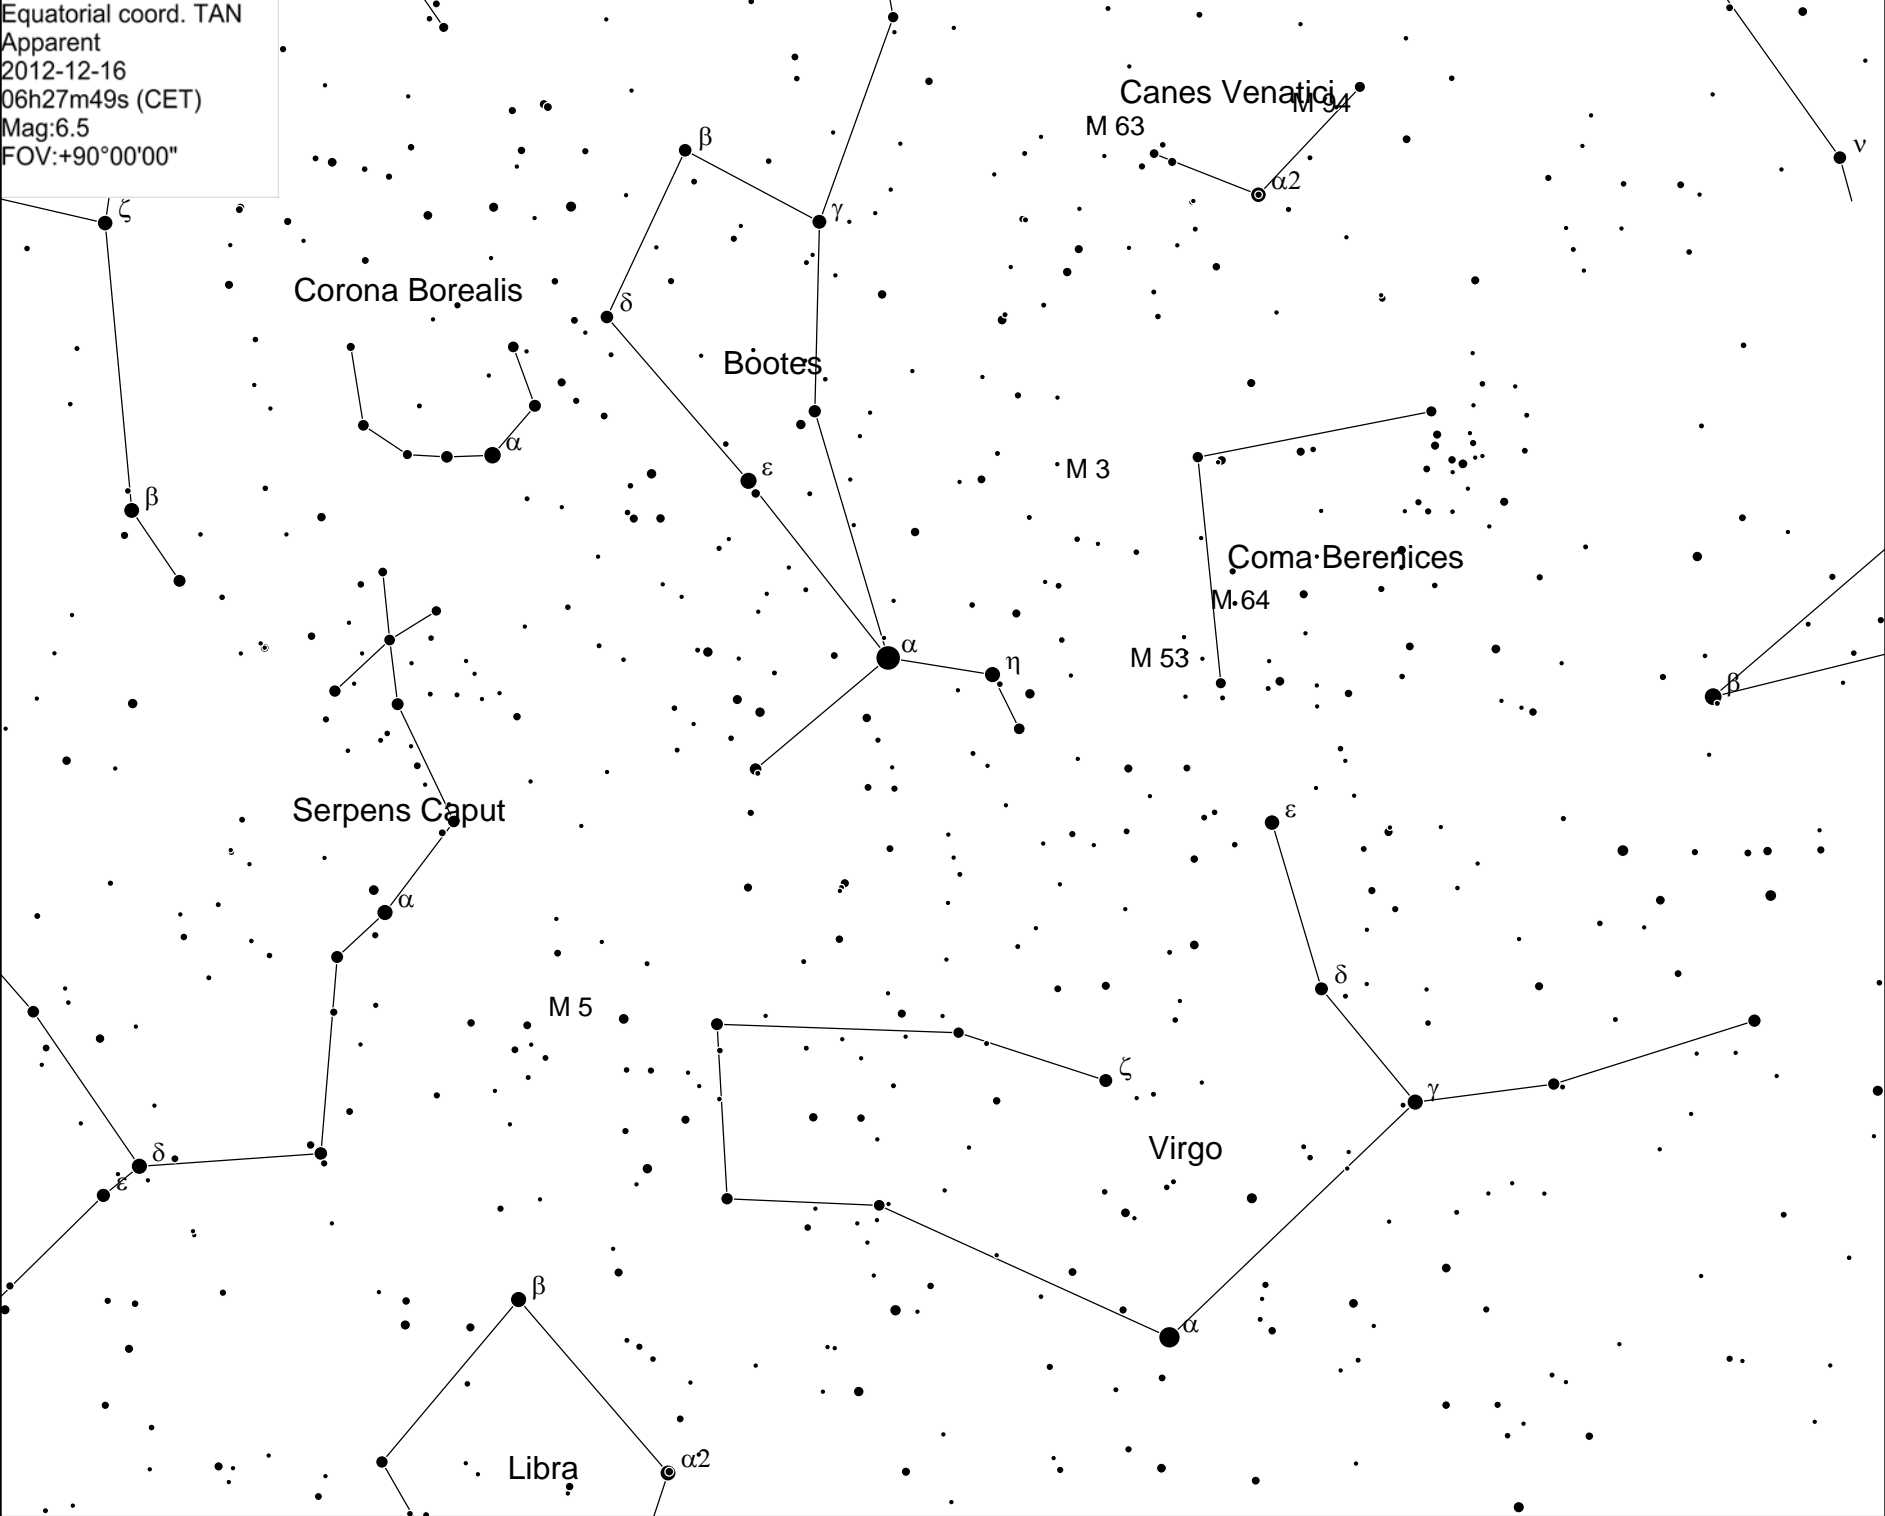 Equatorial coord. TAN
Apparent
2012-12-16
06h27m49s (CET)
Mag:6.5
FOV:+90°00'00"
Canes Venatici
M 94
M 63
α2
ν
β
γ
ζ
δ
Corona Borealis
Bootes
α
ε
M 3
β
Coma Berenices
M 64
α
η
M 53
β
Serpens Caput
ε
α
δ
M 5
ζ
γ
Virgo
δ
ε
β
α
Libra
α2